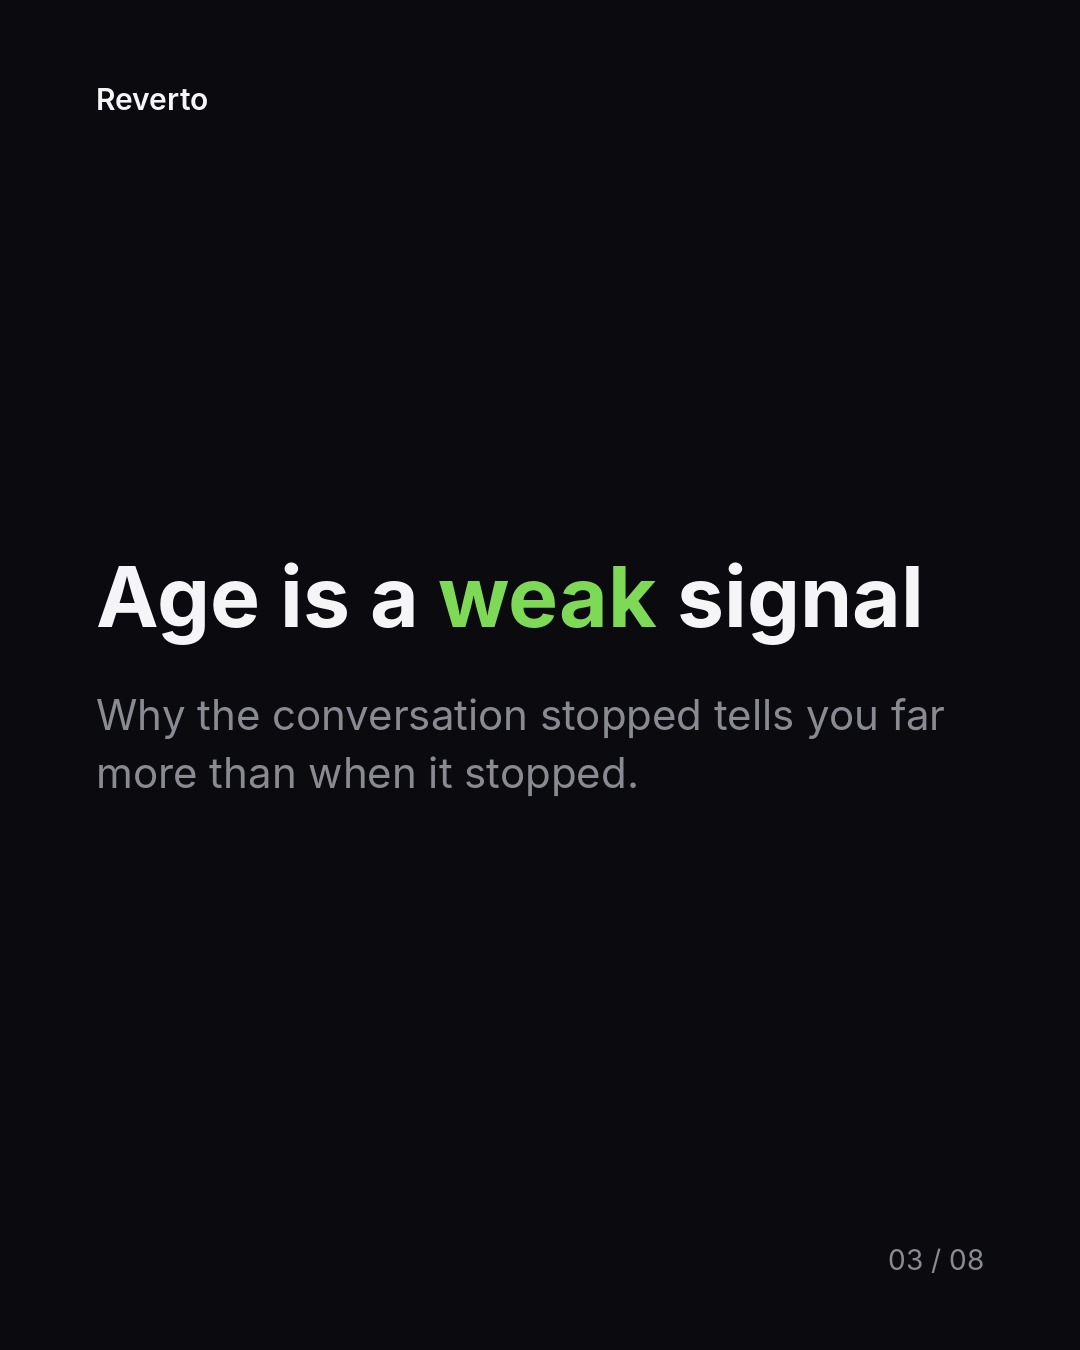 Reverto
Age is a weak signal
Why the conversation stopped tells you far
more than when it stopped.
03 / 08